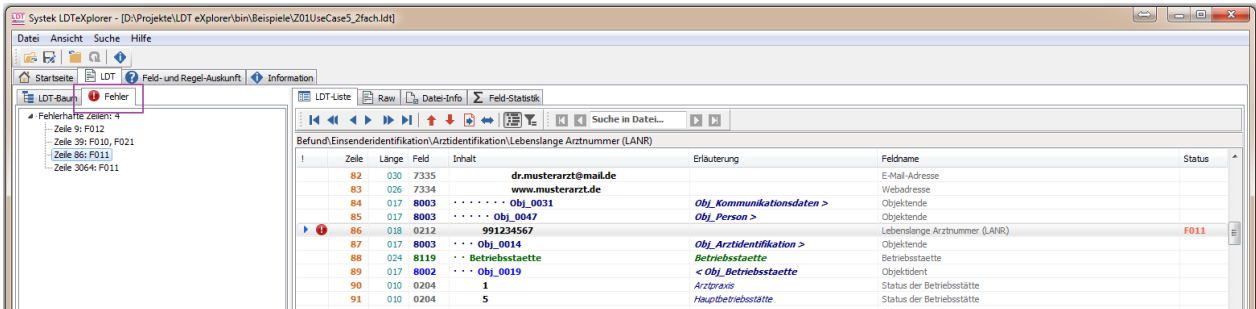 LDT Systek LDTeXplorer - [D:\Projekte\LDT eXplorer\bin\Beispiele\Z01UseCase5_2fach.ldt]
Datei Ansicht Suche Hilfe
Startseite LDT Feld- und Regel-Auskunft Information
LDT-Baum Fehler
Fehlerhafte Zeilen: 4
Zeile 9: F012
Zeile 39: F010, F021
Zeile 86: F011
Zeile 3064: F011
LDT-Liste Raw Datei-Info Feld-Statistik
Suche in Datei...
Befund\Einsenderidentifikation\Arztidentifikation\Lebenslange Arztnummer (LANR)
! Zeile Länge Feld Inhalt Erläuterung Feldname Status
82 030 7335 dr.musterarzt@mail.de E-Mail-Adresse
83 026 7334 www.musterarzt.de Webadresse
84 017 8003 · · · · · · · Obj_0031 Obj_Kommunikationsdaten > Objektende
85 017 8003 · · · · · Obj_0047 Obj_Person > Objektende
86 018 0212 991234567 Lebenslange Arztnummer (LANR) F011
87 017 8003 · · · Obj_0014 Obj_Arztidentifikation > Objektende
88 024 8119 · · Betriebsstaette Betriebsstaette Betriebsstaette
89 017 8002 · · · Obj_0019 < Obj_Betriebsstaette Objektident
90 010 0204 1 Arztpraxis Status der Betriebsstätte
91 010 0204 5 Hauptbetriebsstätte Status der Betriebsstätte